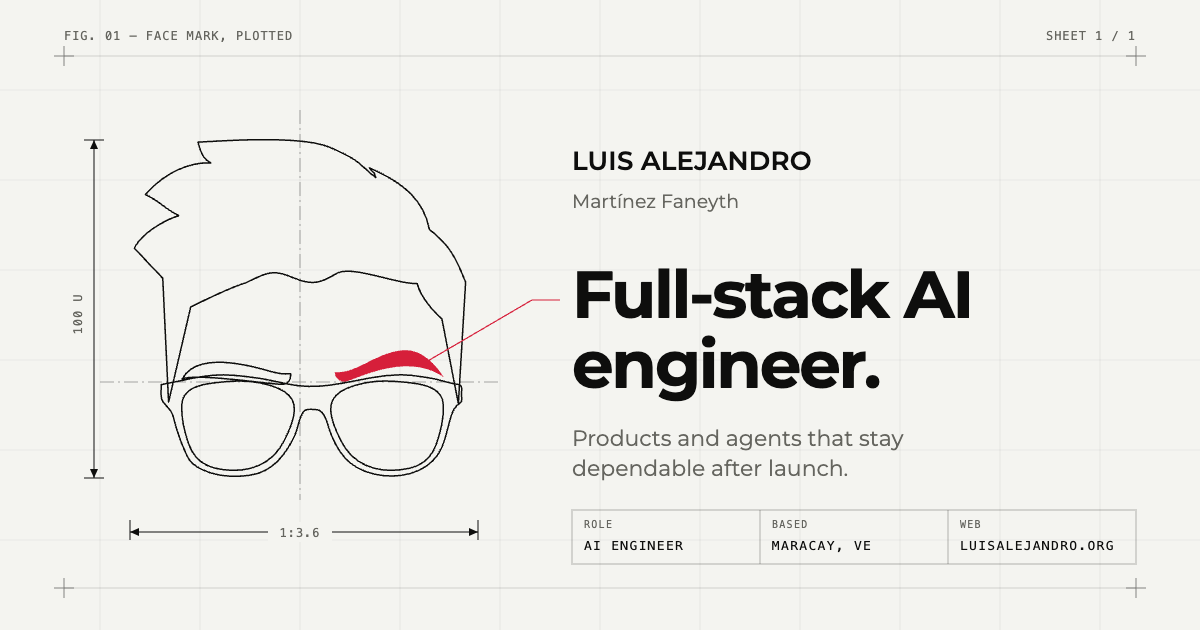 FIG. 01 — FACE MARK, PLOTTED
SHEET 1 / 1
100 U
1:3.6
LUIS ALEJANDRO
Martínez Faneyth
Full-stack AI
engineer.
Products and agents that stay
dependable after launch.
ROLE
AI ENGINEER
BASED
MARACAY, VE
WEB
LUISALEJANDRO.ORG